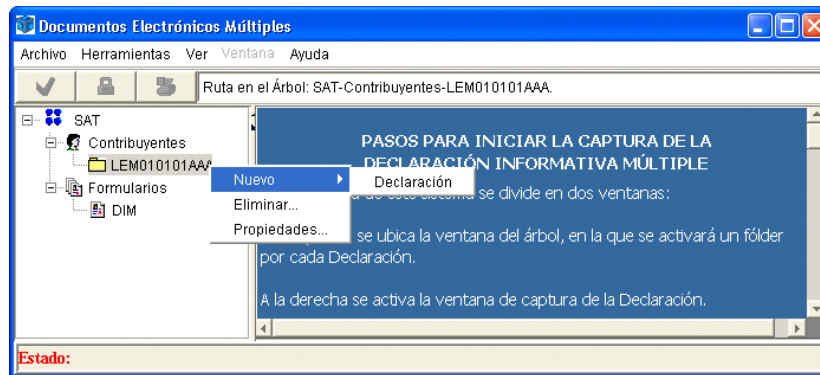 Documentos Electrónicos Múltiples
Archivo Herramientas Ver Ventana Ayuda
Ruta en el Árbol: SAT-Contribuyentes-LEM010101AAA.
SAT
Contribuyentes
LEM010101AAA
Formularios
DIM
Nuevo
Declaración
Eliminar...
Propiedades...
PASOS PARA INICIAR LA CAPTURA DE LA
DECLARACIÓN INFORMATIVA MÚLTIPLE
de este sistema se divide en dos ventanas:
se ubica la ventana del árbol, en la que se activará un fólder
por cada Declaración.
A la derecha se activa la ventana de captura de la Declaración.
Estado: